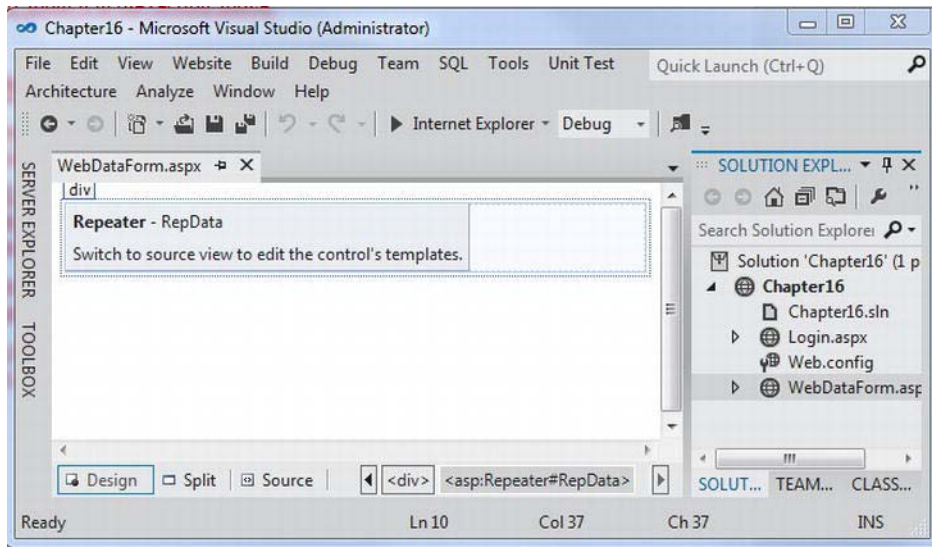 Chapter16 - Microsoft Visual Studio (Administrator)
File Edit View Website Build Debug Team SQL Tools Unit Test
Quick Launch (Ctrl+Q)
Architecture Analyze Window Help
Internet Explorer
Debug
SERVER EXPLORER
TOOLBOX
WebDataForm.aspx
div
Repeater - RepData
Switch to source view to edit the control's templates.
SOLUTION EXPL...
Search Solution Explorer
Solution 'Chapter16' (1 p
Chapter16
Chapter16.sln
Login.aspx
Web.config
WebDataForm.asp
Design
Split
Source
<div>
<asp:Repeater#RepData>
SOLUT... TEAM... CLASS...
Ready
Ln 10
Col 37
Ch 37
INS